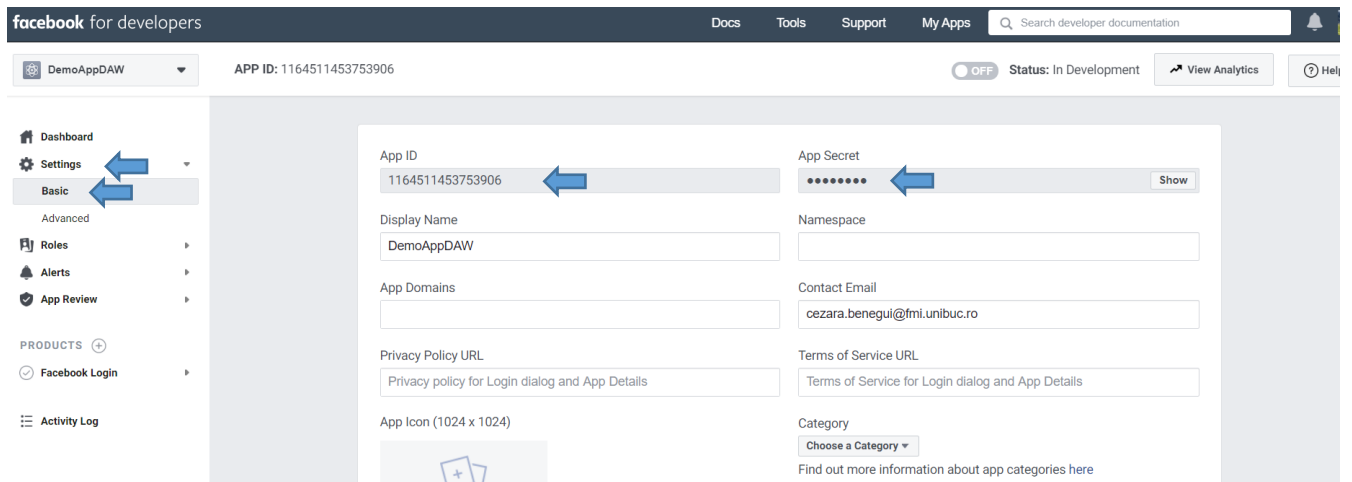 facebook for developers Docs Tools Support My Apps Search developer documentation
DemoAppDAW APP ID: 1164511453753906 OFF Status: In Development View Analytics
Dashboard
Settings
Basic
Advanced
Roles
Alerts
App Review
PRODUCTS
Facebook Login
Activity Log
App ID App Secret
1164511453753906 •••••••• Show
Display Name Namespace
DemoAppDAW
App Domains Contact Email
cezara.benegui@fmi.unibuc.ro
Privacy Policy URL Terms of Service URL
Privacy policy for Login dialog and App Details Terms of Service for Login dialog and App Details
App Icon (1024 x 1024) Category
Choose a Category
Find out more information about app categories here